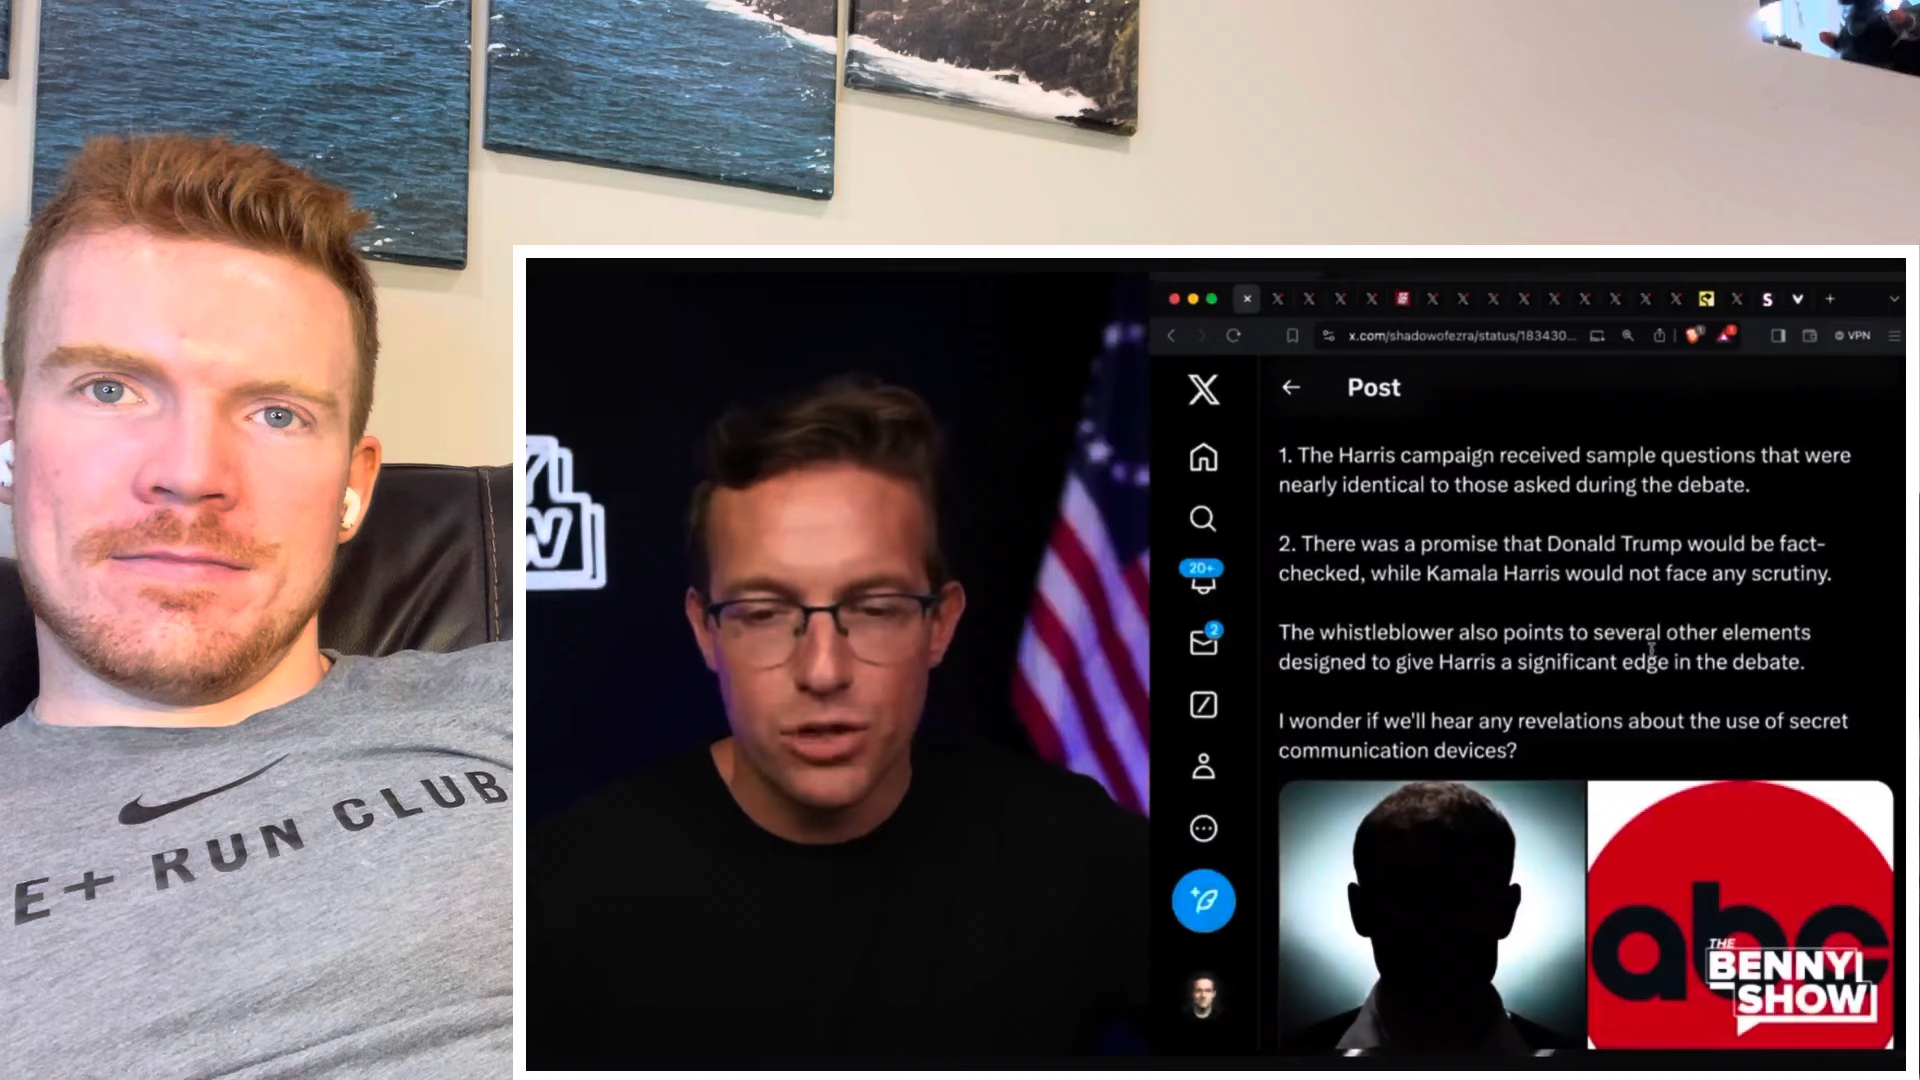 E+ RUN CLUB
Y
W
x.com/shadowofezra/status/183430...
VPN
Post
20+
2
1. The Harris campaign received sample questions that were
nearly identical to those asked during the debate.
2. There was a promise that Donald Trump would be fact-
checked, while Kamala Harris would not face any scrutiny.
The whistleblower also points to several other elements
designed to give Harris a significant edge in the debate.
I wonder if we'll hear any revelations about the use of secret
communication devices?
abc
THE
BENNY
SHOW